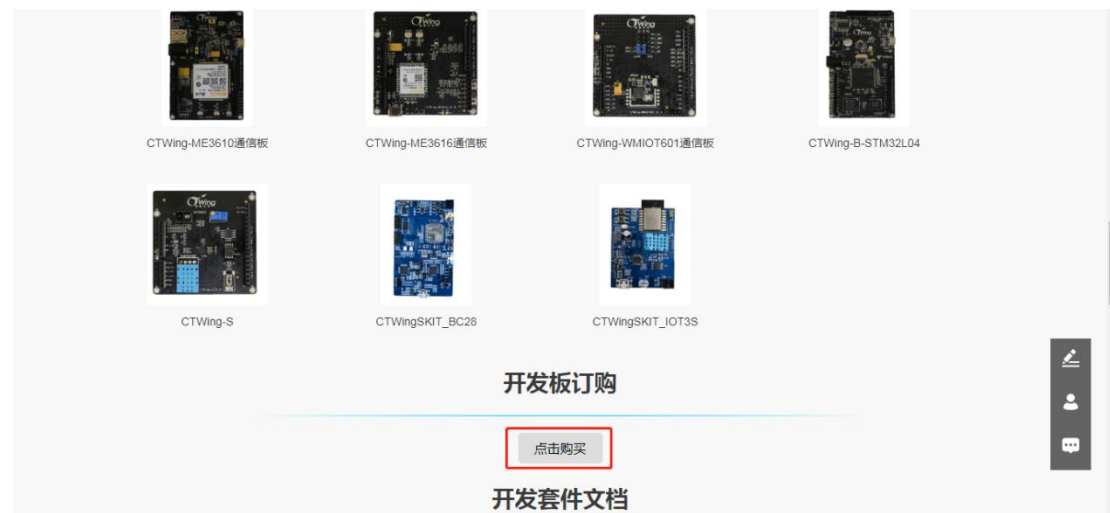 CTWing-ME3610通信板
CTWing-ME3616通信板
CTWing-WMIOT601通信板
CTWing-B-STM32L04
CTWing-S
CTWingSKIT_BC28
CTWingSKIT_IOT3S
开发板订购
点击购买
开发套件文档